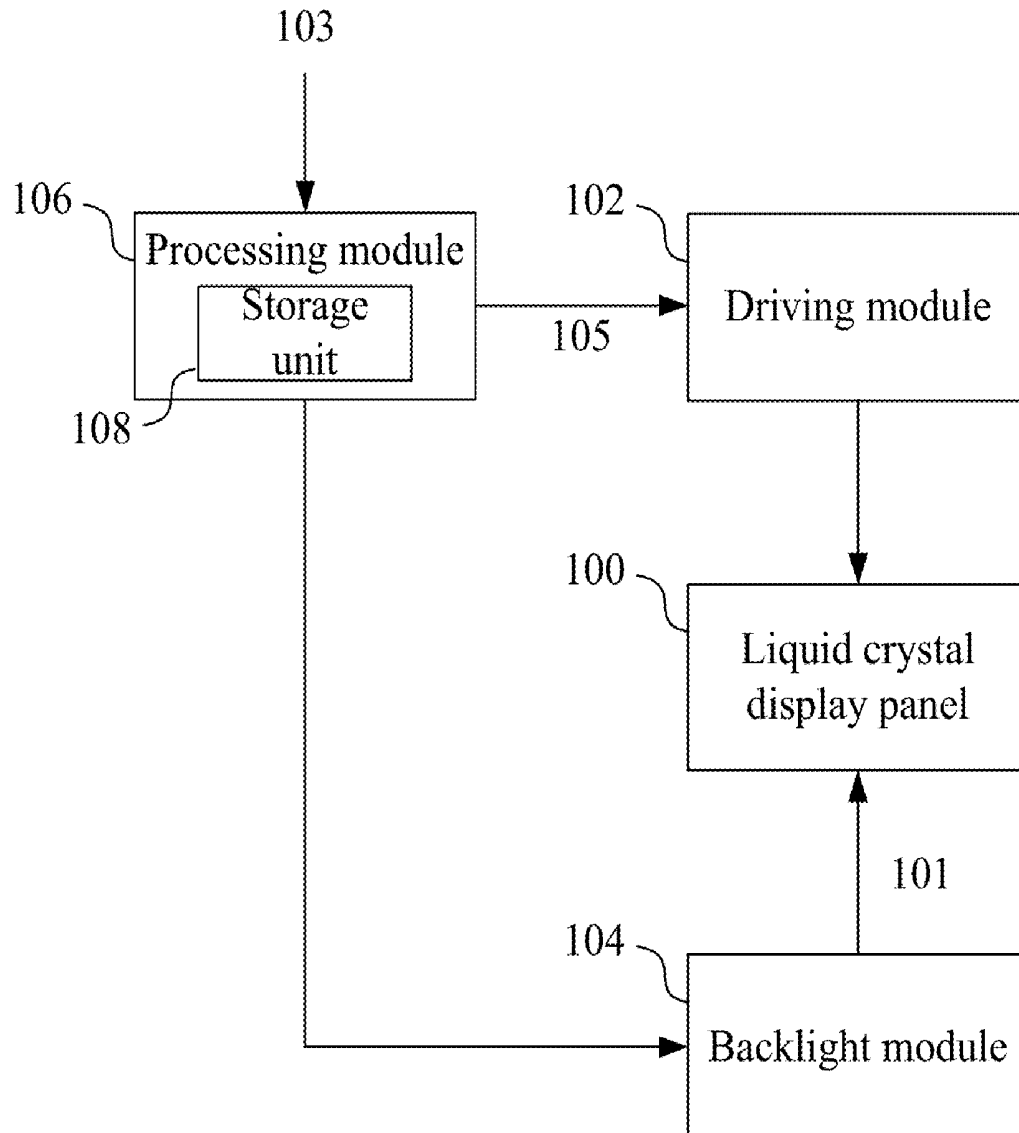 103
106
102
Processing module
Storage
unit
Driving module
105
108
100
Liquid crystal
display panel
101
104
Backlight module